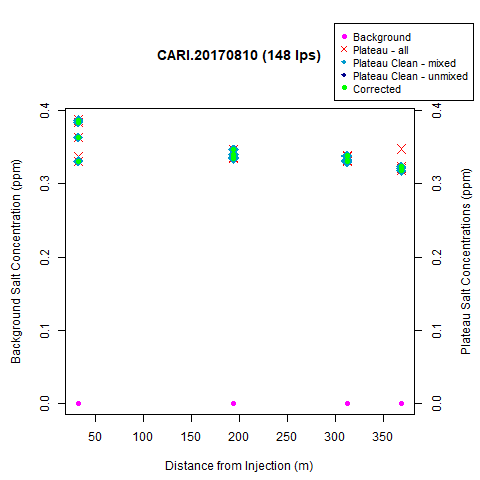 CARI.20170810 (148 lps)
Background
Plateau - all
Plateau Clean - mixed
Plateau Clean - unmixed
Corrected
Background Salt Concentration (ppm)
0.4
0.3
0.2
0.1
0.0
0.4
0.3
0.2
0.1
0.0
Plateau Salt Concentrations (ppm)
50 100 150 200 250 300 350
Distance from Injection (m)